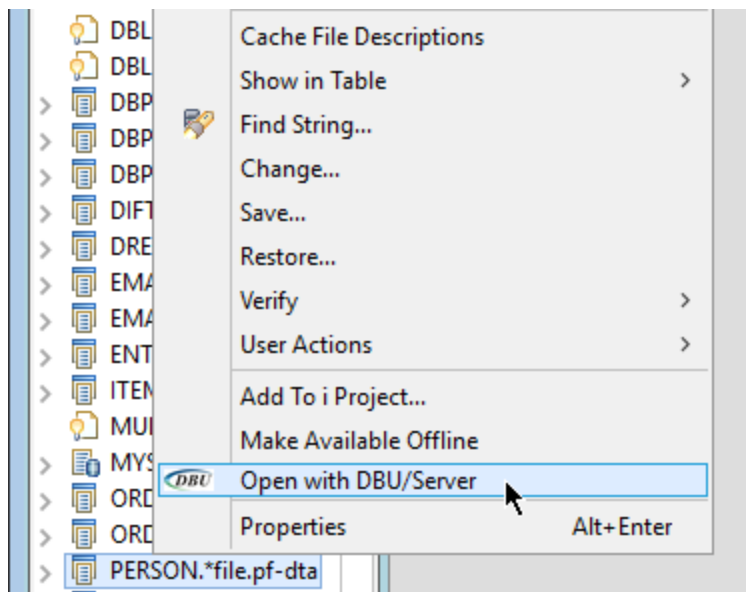 DBL
DBL
DBP
DBP
DBP
DIFT
DRE
EMA
EMA
ENT
ITEM
MUL
MYS
ORD
ORD
PERSON.*file.pf-dta
Cache File Descriptions
Show in Table
Find String...
Change...
Save...
Restore...
Verify
User Actions
Add To i Project...
Make Available Offline
DBU Open with DBU/Server
Properties Alt+Enter